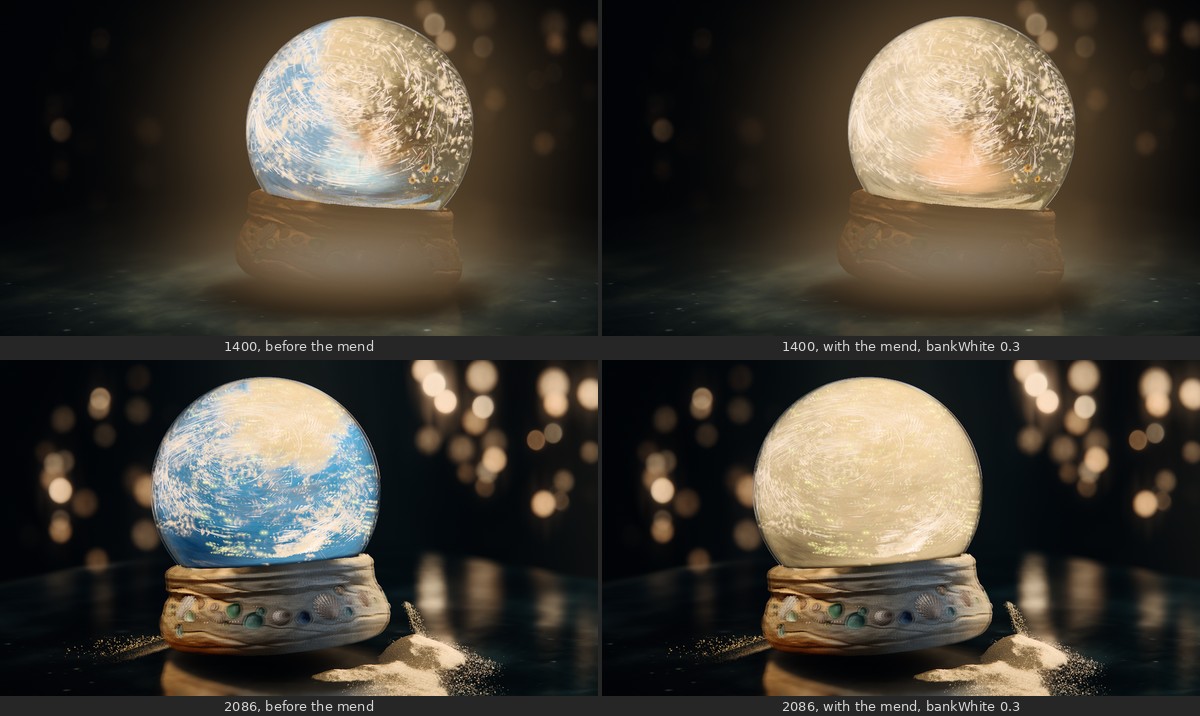 1400, before the mend
1400, with the mend, bankWhite 0.3
2086, before the mend
2086, with the mend, bankWhite 0.3